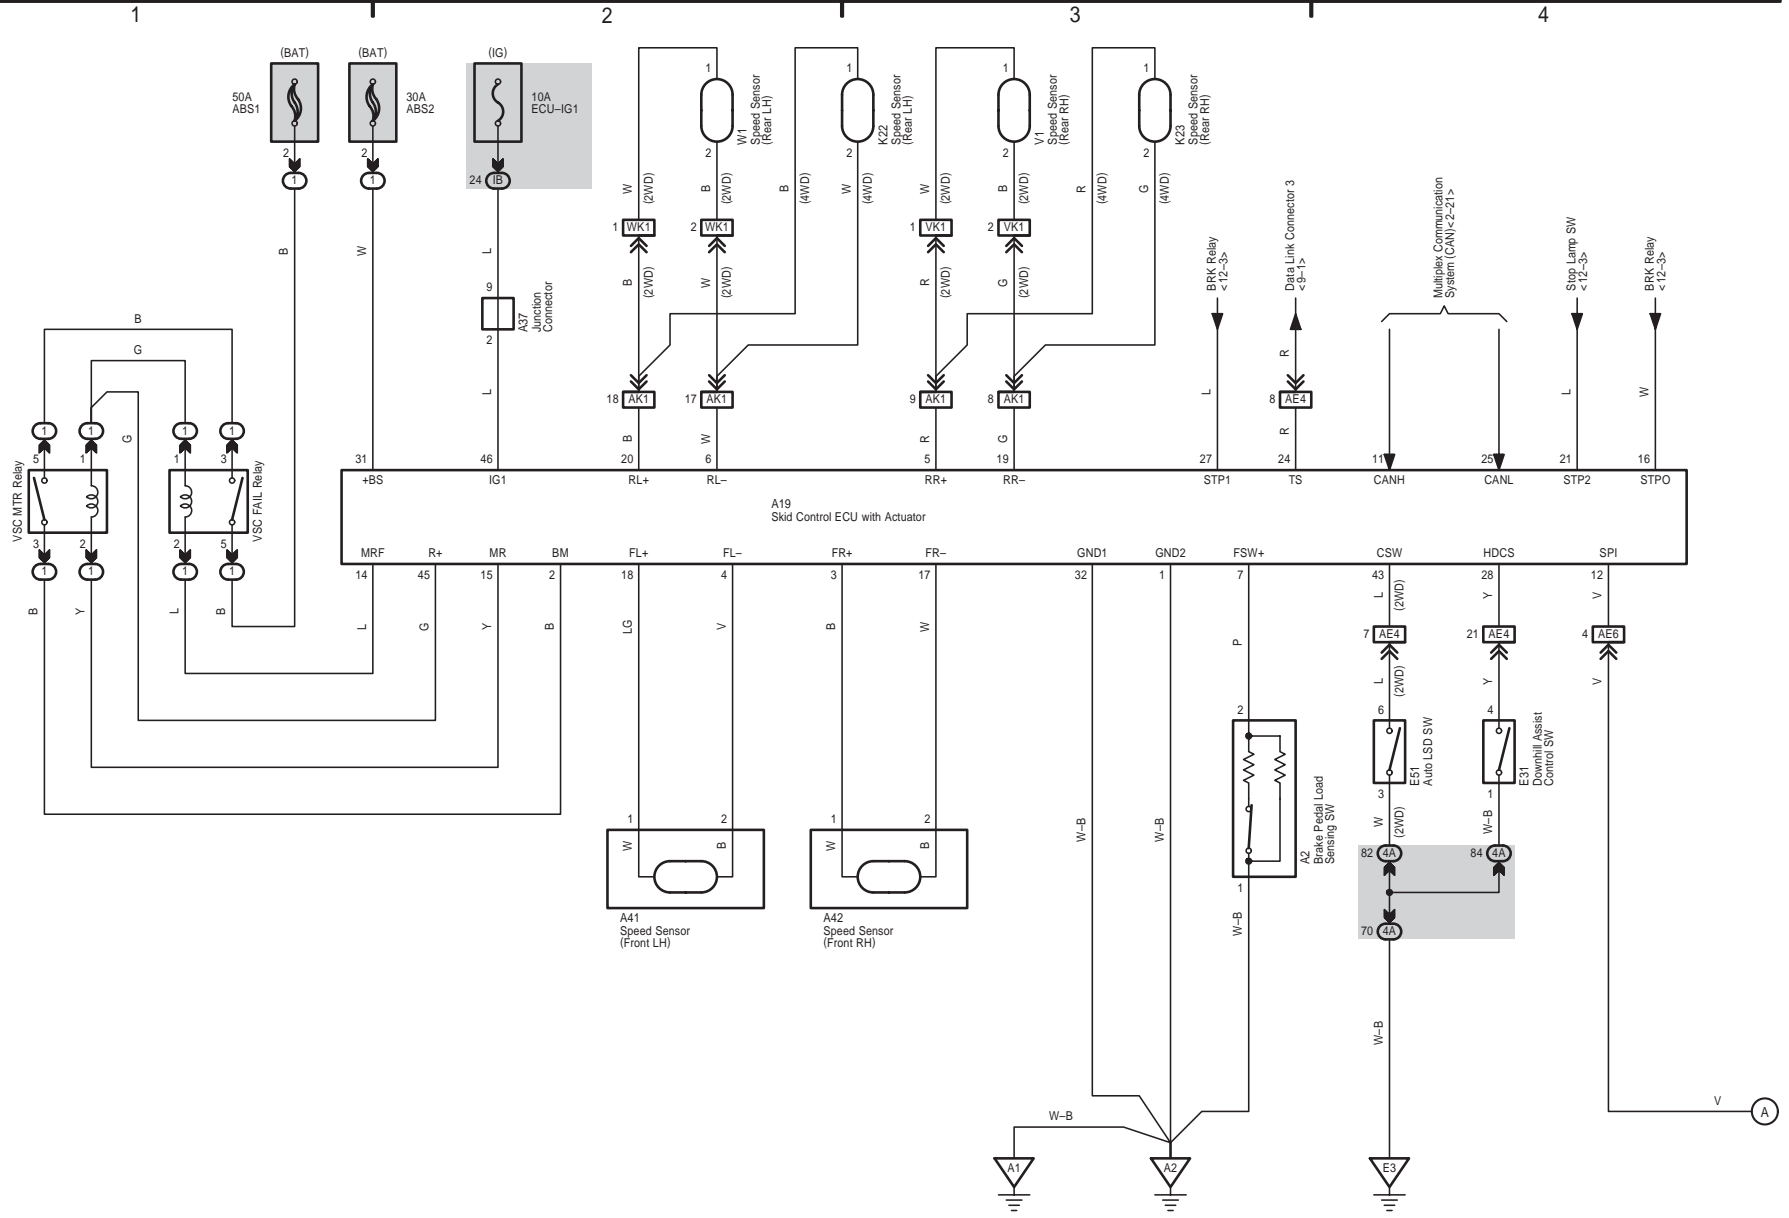 1 2 3 4
(BAT) (BAT) (IG)
50A
ABS1
30A
ABS2
10A
ECU–IG1
2 2
1 1 24 IB
B W L
9
A37
Junction
Connector
2
L
1 1 1 1
W1
Speed Sensor
(Rear LH)
K22
Speed Sensor
(Rear LH)
V1
Speed Sensor
(Rear RH)
K23
Speed Sensor
(Rear RH)
2 2 2 2
W (2WD) B (2WD) B (4WD) W (4WD) W (2WD) B (2WD) R (4WD) G (4WD)
1 WK1 2 WK1 1 VK1 2 VK1
B (2WD) W (2WD) R (2WD) G (2WD)
18 AK1 17 AK1 9 AK1 8 AK1
B W R G
BRK Relay
<12–3>
Data Link Connector 3
<9–1>
Multiplex Communication
System (CAN)<2–21>
Stop Lamp SW
<12–3>
BRK Relay
<12–3>
L R L W
8 AE4
R
B
G
G
1 1 1 1
5 1 1 3
VSC MTR Relay
VSC FAIL Relay
3 2 2 5
1 1 1 1
B Y L B
31 46 20 6 5 19 27 24 11 25 21 16
+BS IG1 RL+ RL– RR+ RR– STP1 TS CANH CANL STP2 STPO
A19
Skid Control ECU with Actuator
MRF R+ MR BM FL+ FL– FR+ FR– GND1 GND2 FSW+ CSW HDCS SPI
14 45 15 2 18 4 3 17 32 1 7 43 28 12
L G Y B LG V B W P L (2WD) Y V
7 AE4 21 AE4 4 AE6
L (2WD) Y V
2 6 4
E51
Auto LSD SW
E31
Downhill Assist
Control SW
A2
Brake Pedal Load
Sensing SW
3 1
W (2WD) W–B
1 2 1 2
W B W B
A41
Speed Sensor
(Front LH)
A42
Speed Sensor
(Front RH)
W–B W–B
1
W–B
82 4A 84 4A
70 4A
W–B
W–B
V
A
A1 A2 E3